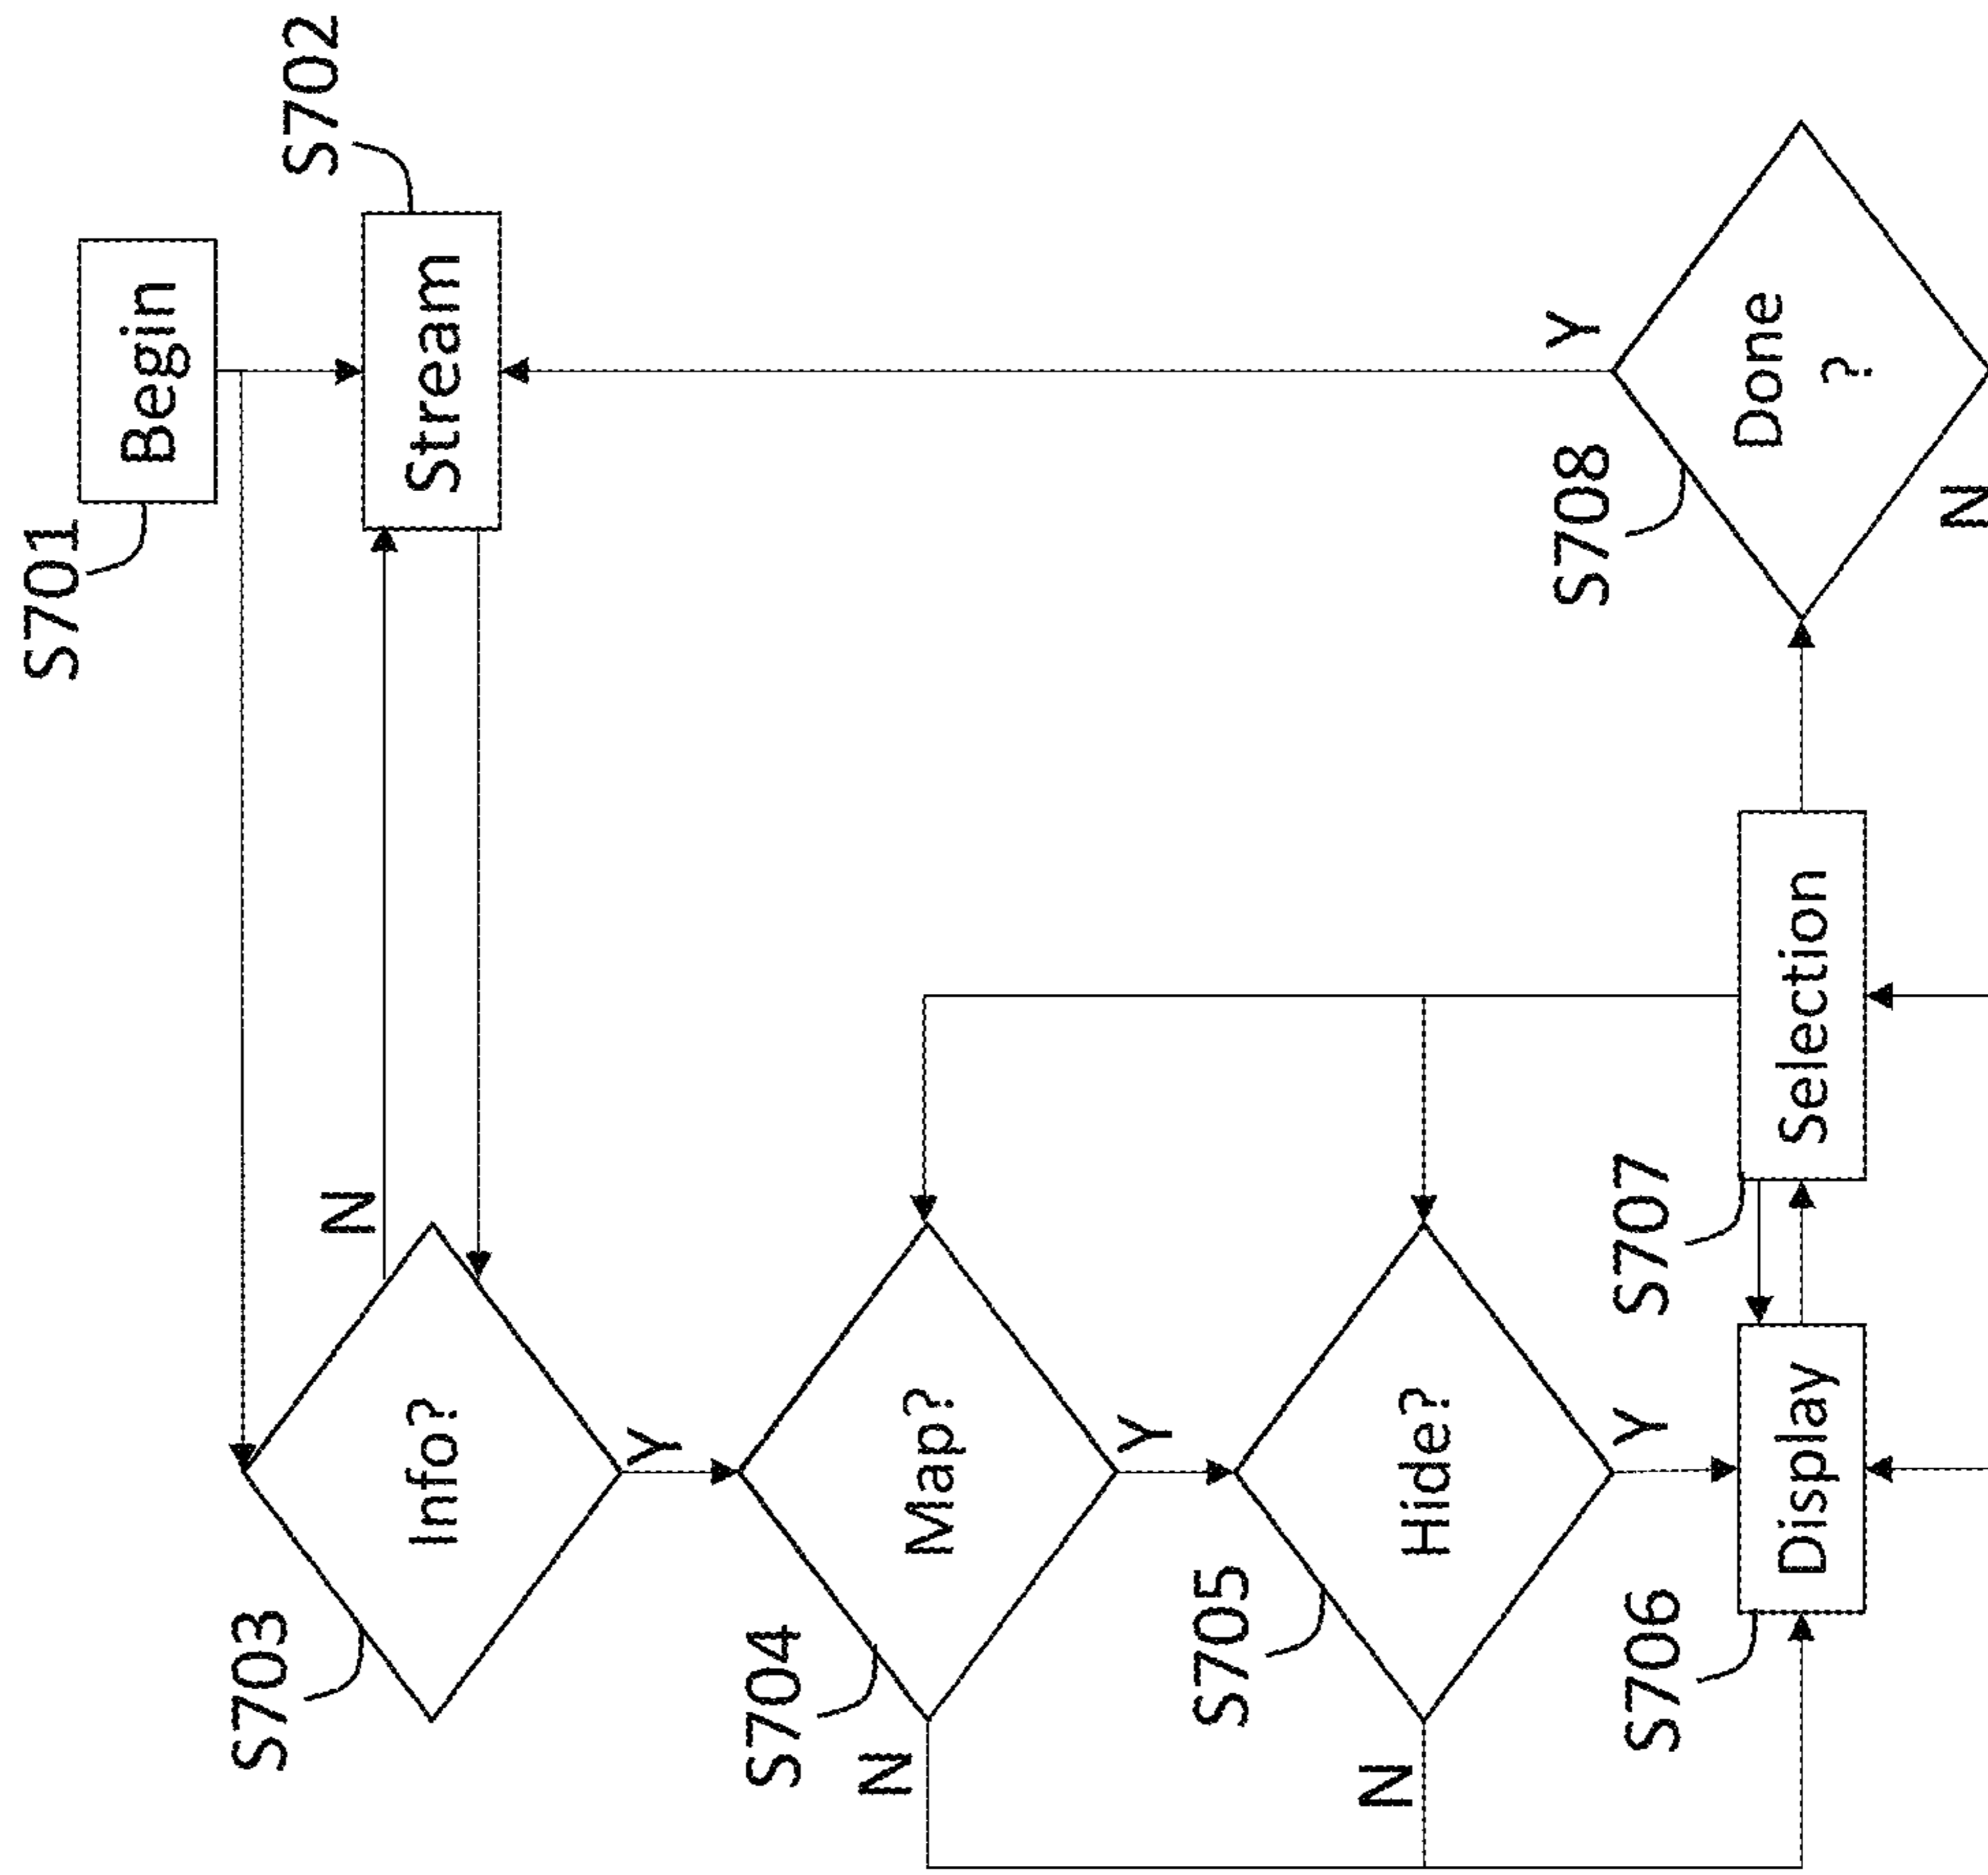 S701
Begin
S702
Stream
S703
Info?
N
Y
S704
Map?
N
Y
S705
Hide?
N
Y
S706
Display
S707
Selection
S708
Done
?
Y
N